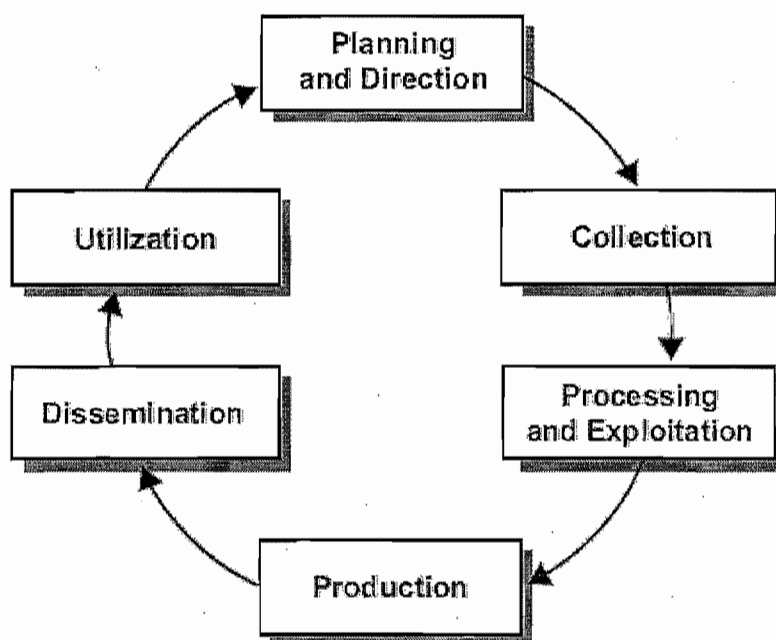 Planning
and Direction
Collection
Processing
and Exploitation
Production
Dissemination
Utilization